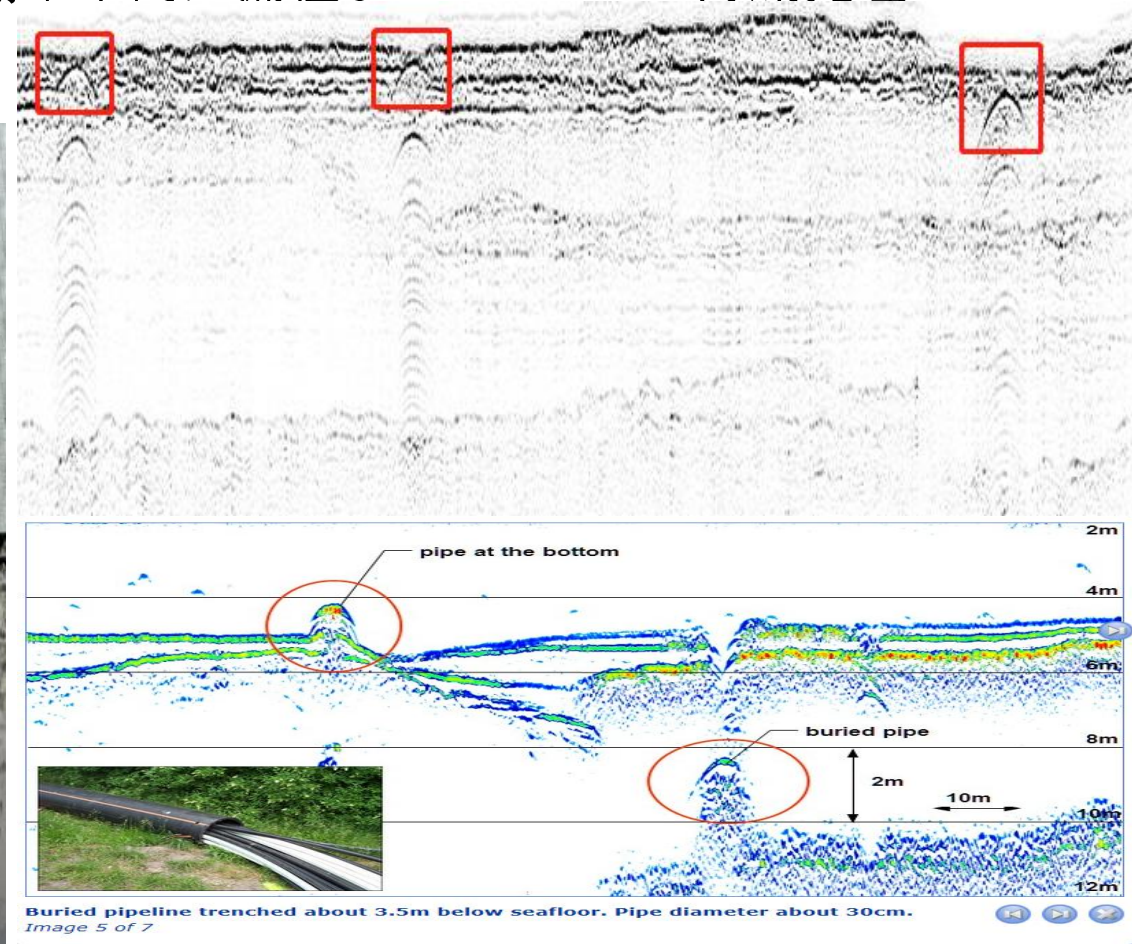 2m
pipe at the bottom
4m
6m
buried pipe
8m
2m
10m
10m
12m
Buried pipeline trenched about 3.5m below seafloor. Pipe diameter about 30cm.
Image 5 of 7